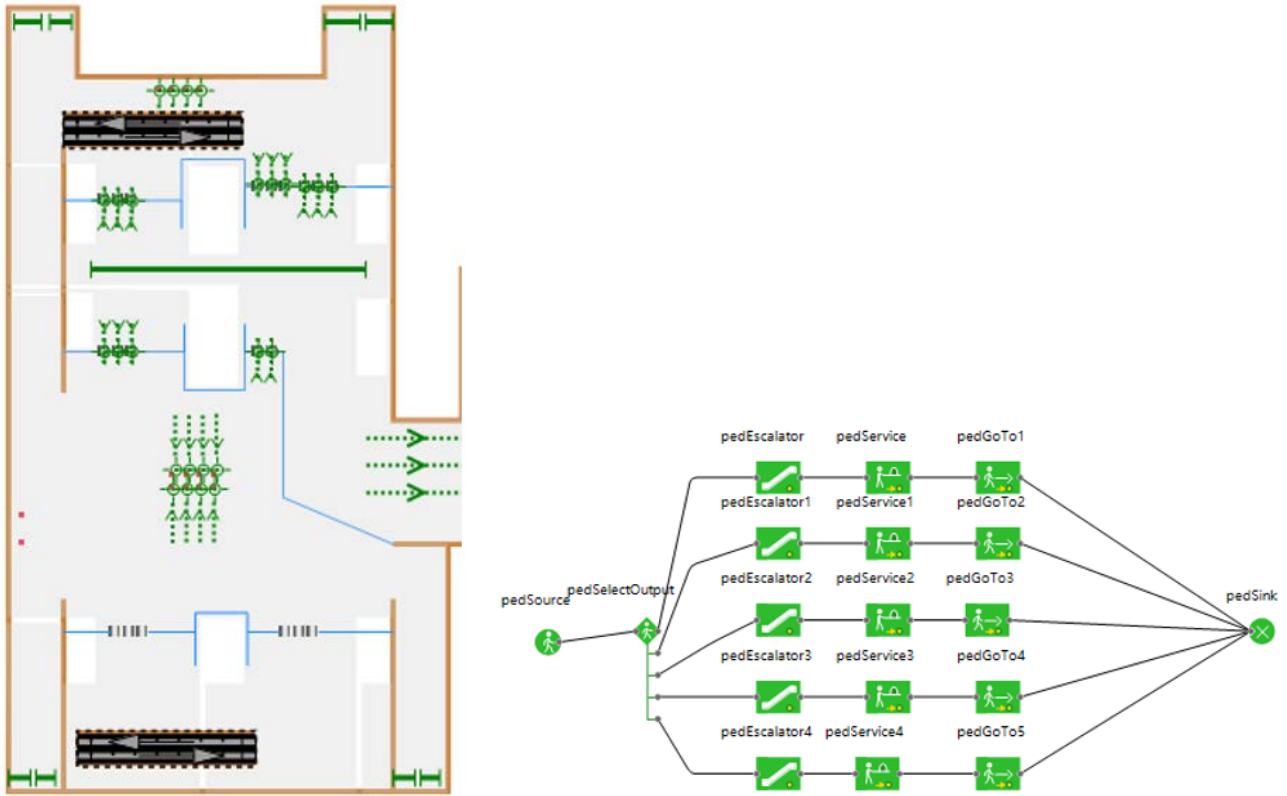 pedEscalator pedService pedGoTo1
pedEscalator1 pedService1 pedGoTo2
pedEscalator2 pedService2 pedGoTo3
pedSource pedSelectOutput pedSink
pedEscalator3 pedService3 pedGoTo4
pedEscalator4 pedService4 pedGoTo5